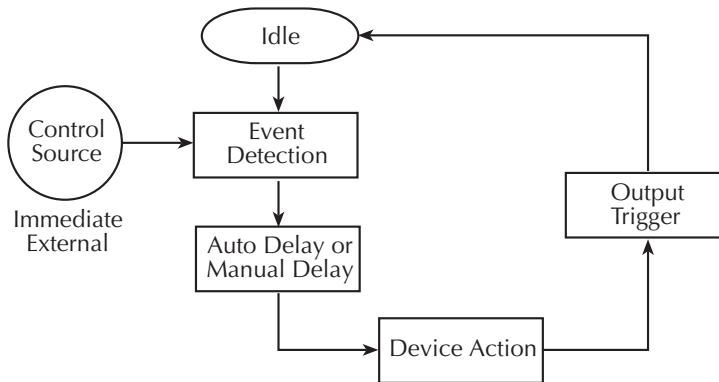 Idle
Control
Source
Immediate
External
Event
Detection
Auto Delay or
Manual Delay
Device Action
Output
Trigger